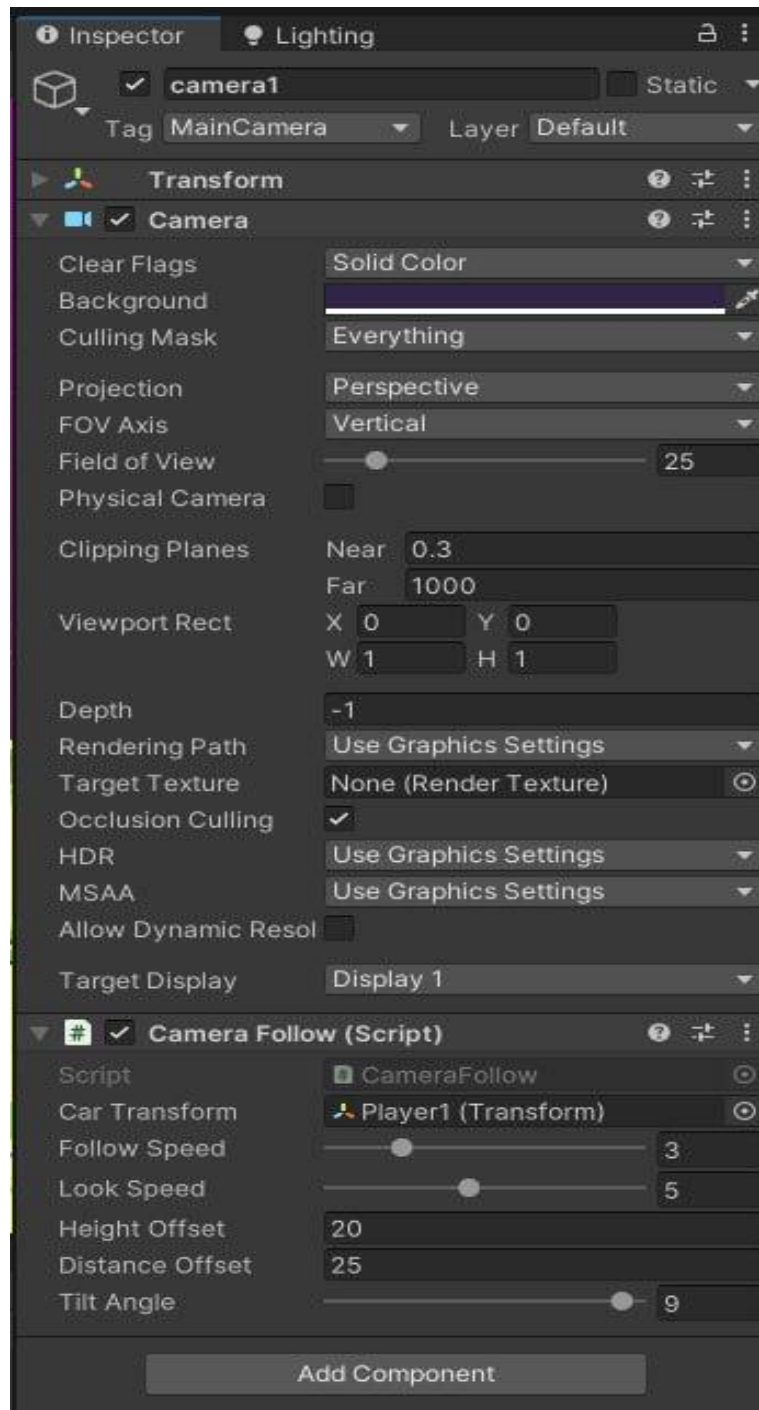 Inspector Lighting
camera1 Static
Tag MainCamera Layer Default
Transform
Camera
Clear Flags Solid Color
Background
Culling Mask Everything
Projection Perspective
FOV Axis Vertical
Field of View 25
Physical Camera
Clipping Planes Near 0.3
Far 1000
Viewport Rect X 0 Y 0
W 1 H 1
Depth -1
Rendering Path Use Graphics Settings
Target Texture None (Render Texture)
Occlusion Culling
HDR Use Graphics Settings
MSAA Use Graphics Settings
Allow Dynamic Resol
Target Display Display 1
# Camera Follow (Script)
Script CameraFollow
Car Transform Player1 (Transform)
Follow Speed 3
Look Speed 5
Height Offset 20
Distance Offset 25
Tilt Angle 9
Add Component